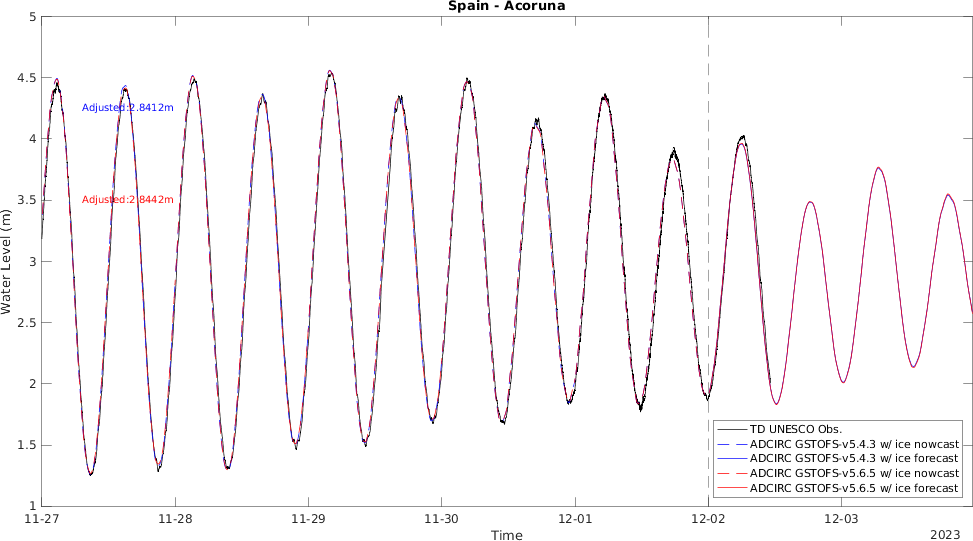 Spain - Acoruna
5
4.5
4
3.5
3
2.5
2
1.5
1
Water Level (m)
Adjusted:2.8412m
Adjusted:2.8442m
TD UNESCO Obs.
ADCIRC GSTOFS-v5.4.3 w/ ice nowcast
ADCIRC GSTOFS-v5.4.3 w/ ice forecast
ADCIRC GSTOFS-v5.6.5 w/ ice nowcast
ADCIRC GSTOFS-v5.6.5 w/ ice forecast
11-27 11-28 11-29 11-30 12-01 12-02 12-03
Time
2023